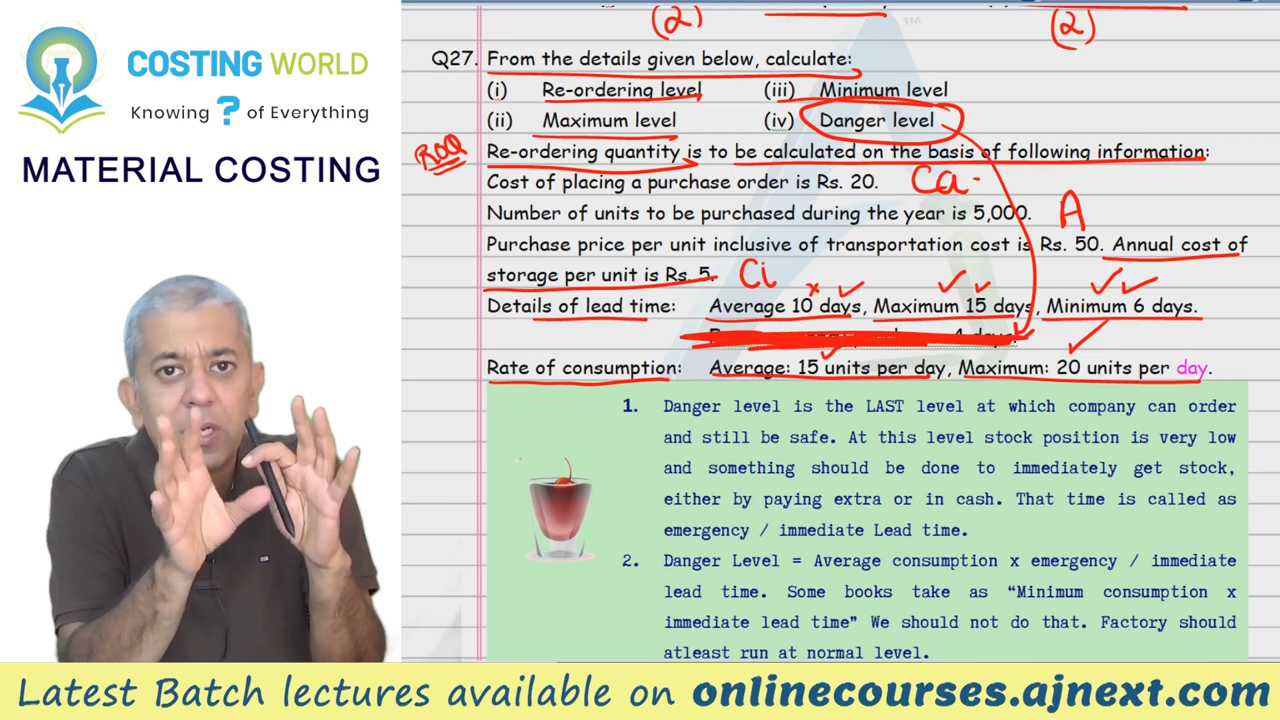 (2)
(2)
TM
COSTING WORLD
Knowing ? of Everything
MATERIAL COSTING
Q27. From the details given below, calculate:
(i) Re-ordering level (iii) Minimum level
(ii) Maximum level (iv) Danger level
ROQ
Re-ordering quantity is to be calculated on the basis of following information:
Cost of placing a purchase order is Rs. 20. Ca
Number of units to be purchased during the year is 5,000. A
Purchase price per unit inclusive of transportation cost is Rs. 50. Annual cost of
storage per unit is Rs. 5. Ci
Details of lead time: Average 10 days, Maximum 15 days, Minimum 6 days.
Rate of consumption: Average: 15 units per day, Maximum: 20 units per day.
1. Danger level is the LAST level at which company can order
and still be safe. At this level stock position is very low
and something should be done to immediately get stock,
either by paying extra or in cash. That time is called as
emergency / immediate Lead time.
2. Danger Level = Average consumption x emergency / immediate
lead time. Some books take as “Minimum consumption x
immediate lead time” We should not do that. Factory should
atleast run at normal level.
Latest Batch lectures available on onlinecourses.ajnext.com